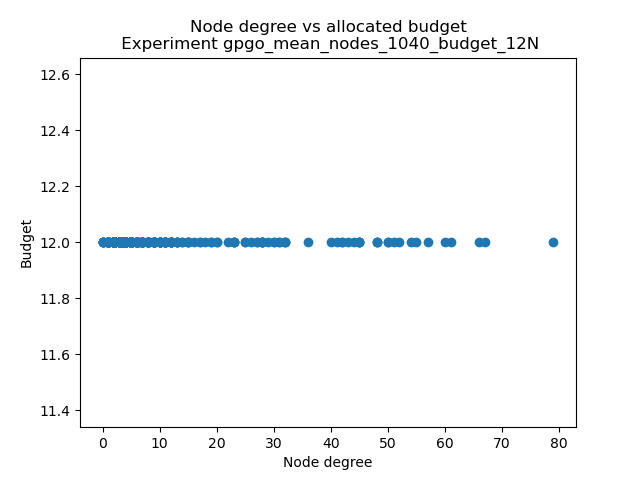 Node degree vs allocated budget
Experiment gpgo_mean_nodes_1040_budget_12N
12.6
12.4
12.2
12.0
11.8
11.6
11.4
Budget
0 10 20 30 40 50 60 70 80
Node degree